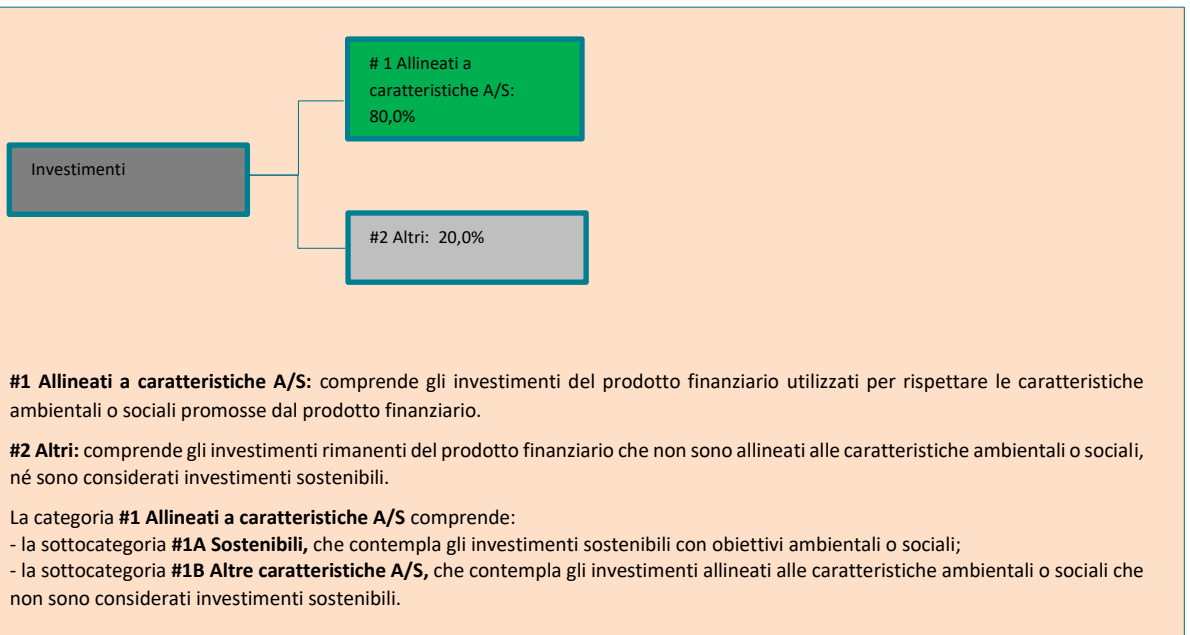 # 1 Allineati a
caratteristiche A/S:
80,0%
Investimenti
#2 Altri: 20,0%
#1 Allineati a caratteristiche A/S: comprende gli investimenti del prodotto finanziario utilizzati per rispettare le caratteristiche
ambientali o sociali promosse dal prodotto finanziario.
#2 Altri: comprende gli investimenti rimanenti del prodotto finanziario che non sono allineati alle caratteristiche ambientali o sociali,
né sono considerati investimenti sostenibili.
La categoria #1 Allineati a caratteristiche A/S comprende:
- la sottocategoria #1A Sostenibili, che contempla gli investimenti sostenibili con obiettivi ambientali o sociali;
- la sottocategoria #1B Altre caratteristiche A/S, che contempla gli investimenti allineati alle caratteristiche ambientali o sociali che
non sono considerati investimenti sostenibili.